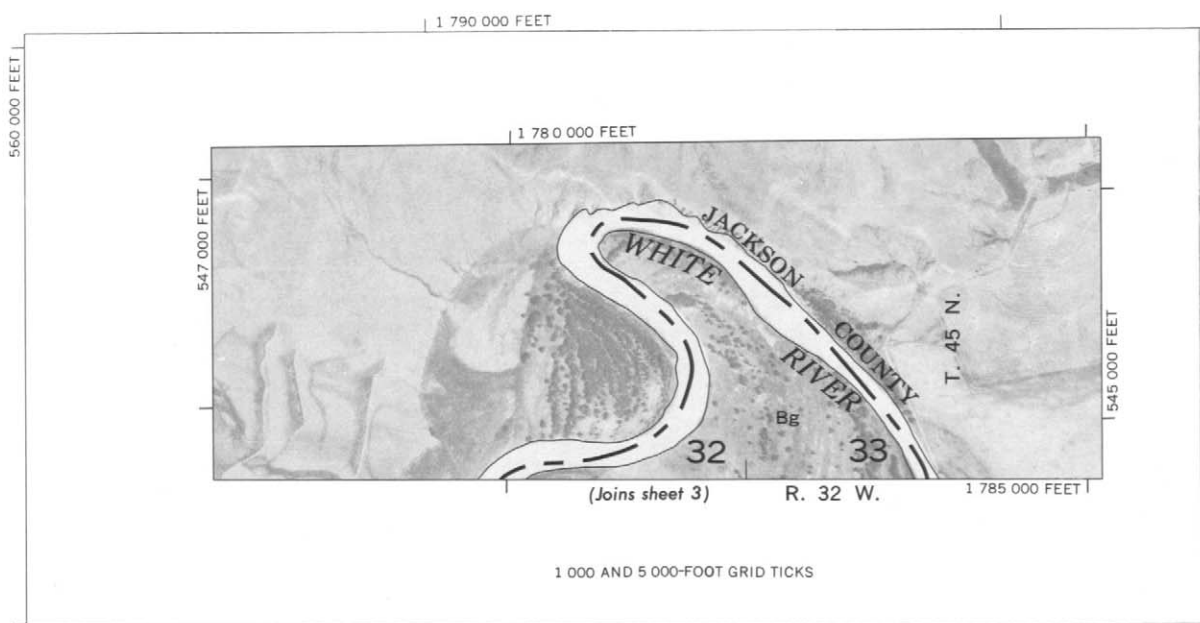 1 790 000 FEET
560 000 FEET
1 780 000 FEET
547 000 FEET
JACKSON COUNTY
WHITE RIVER
T. 45 N.
545 000 FEET
Bg
32
33
(Joins sheet 3)
R. 32 W.
1 785 000 FEET
1 000 AND 5 000-FOOT GRID TICKS